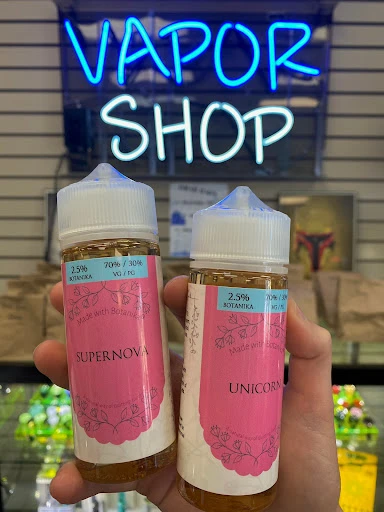 VAPOR
SHOP
2.5%
BOTANIKA
70% / 30%
VG / PG
Made with Botanika
SUPERNOVA
2.5%
BOTANIKA
70% / 30%
VG / PG
Made with Botanika
UNICORN